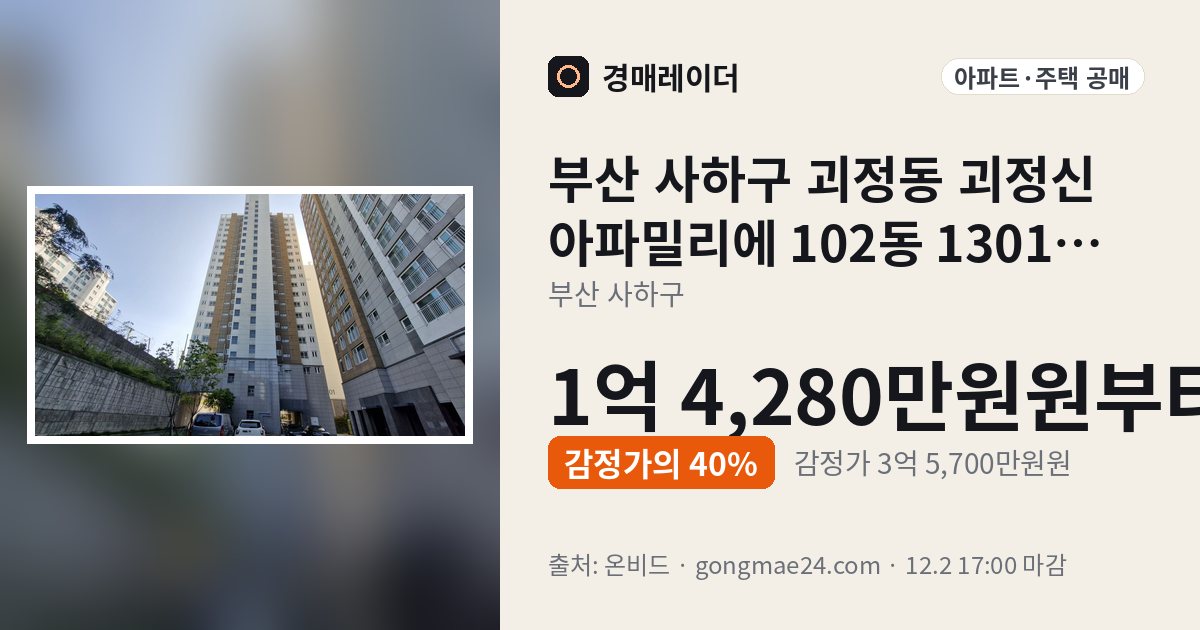 경매레이더
아파트·주택 공매
부산 사하구 괴정동 괴정신
아파밀리에 102동 1301…
부산 사하구
1억 4,280만원원부터
감정가의 40%
감정가 3억 5,700만원원
출처: 온비드 · gongmae24.com · 12.2 17:00 마감